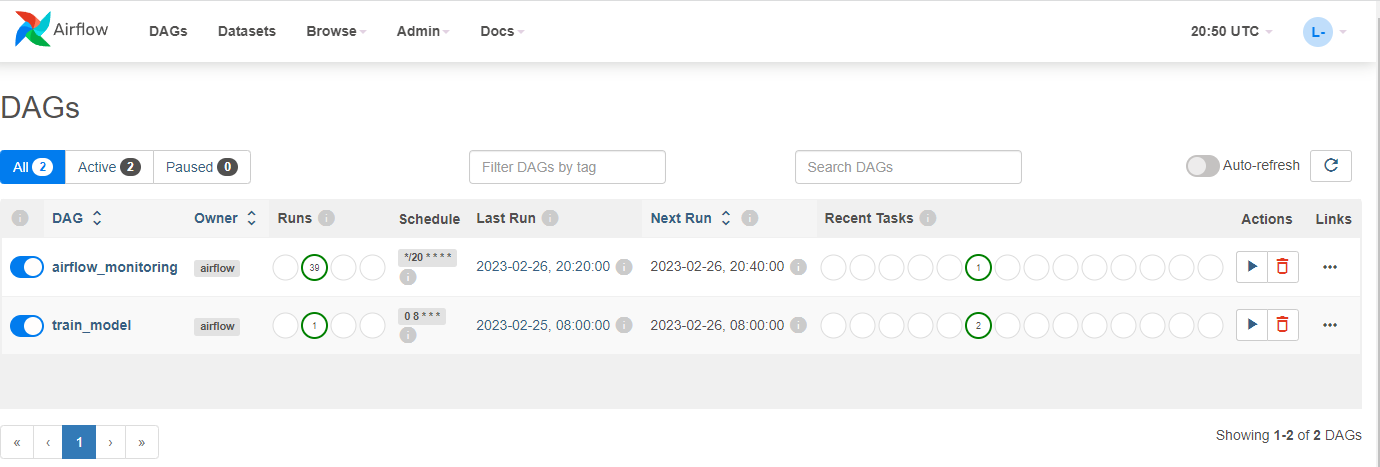 Airflow DAGs Datasets Browse Admin Docs 20:50 UTC L-
DAGs
All 2 Active 2 Paused 0 Filter DAGs by tag Search DAGs Auto-refresh
i DAG Owner Runs i Schedule Last Run i Next Run i Recent Tasks i Actions Links
airflow_monitoring airflow 39 */20 * * * * i 2023-02-26, 20:20:00 i 2023-02-26, 20:40:00 i 1 •••
train_model airflow 1 0 8 * * * i 2023-02-25, 08:00:00 i 2023-02-26, 08:00:00 i 2 •••
« ‹ 1 › » Showing 1-2 of 2 DAGs